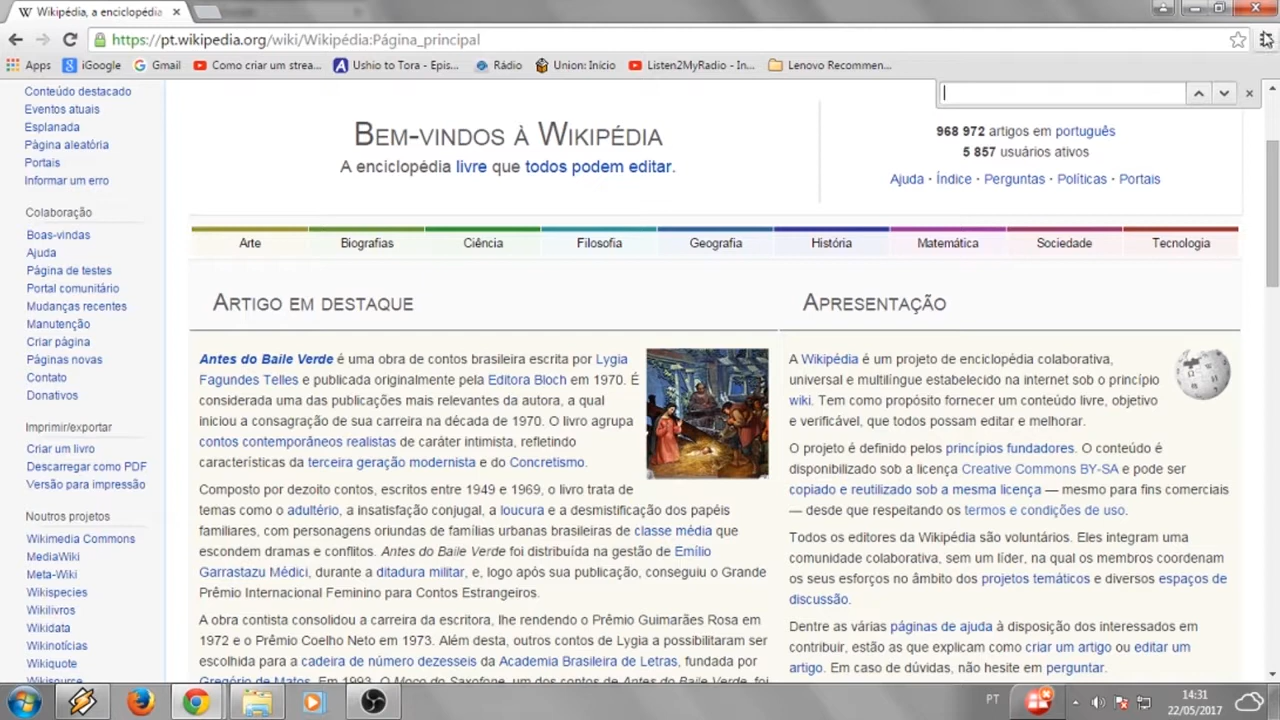 Wikipédia, a enciclopédia
https://pt.wikipedia.org/wiki/Wikipédia:Página_principal
Apps iGoogle Gmail Como criar um strea... Ushio to Tora - Epis... Rádio Union: Inicio Listen2MyRadio - In... Lenovo Recommen...
Conteúdo destacado
Eventos atuais
Esplanada
Página aleatória
Portais
Informar um erro
Colaboração
Boas-vindas
Ajuda
Página de testes
Portal comunitário
Mudanças recentes
Manutenção
Criar página
Páginas novas
Contato
Donativos
Imprimir/exportar
Criar um livro
Descarregar como PDF
Versão para impressão
Noutros projetos
Wikimedia Commons
MediaWiki
Meta-Wiki
Wikispecies
Wikilivros
Wikidata
Wikinotícias
Wikiquote
Wikisource
Bem-vindos à Wikipédia
A enciclopédia livre que todos podem editar.
968 972 artigos em português
5 857 usuários ativos
Ajuda · Índice · Perguntas · Políticas · Portais
Arte Biografias Ciência Filosofia Geografia História Matemática Sociedade Tecnologia
Artigo em destaque
Antes do Baile Verde é uma obra de contos brasileira escrita por Lygia
Fagundes Telles e publicada originalmente pela Editora Bloch em 1970. É
considerada uma das publicações mais relevantes da autora, a qual
iniciou a consagração de sua carreira na década de 1970. O livro agrupa
contos contemporâneos realistas de caráter intimista, refletindo
características da terceira geração modernista e do Concretismo.
Composto por dezoito contos, escritos entre 1949 e 1969, o livro trata de
temas como o adultério, a insatisfação conjugal, a loucura e a desmistificação dos papéis
familiares, com personagens oriundas de famílias urbanas brasileiras de classe média que
escondem dramas e conflitos. Antes do Baile Verde foi distribuída na gestão de Emílio
Garrastazu Médici, durante a ditadura militar, e, logo após sua publicação, conseguiu o Grande
Prêmio Internacional Feminino para Contos Estrangeiros.
A obra contista consolidou a carreira da escritora, lhe rendendo o Prêmio Guimarães Rosa em
1972 e o Prêmio Coelho Neto em 1973. Além desta, outros contos de Lygia a possibilitaram ser
escolhida para a cadeira de número dezesseis da Academia Brasileira de Letras, fundada por
Gregório de Matos. Em 1993, O Moço do Saxofone, um dos contos de Antes do Baile Verde, foi
Apresentação
A Wikipédia é um projeto de enciclopédia colaborativa,
universal e multilíngue estabelecido na internet sob o princípio
wiki. Tem como propósito fornecer um conteúdo livre, objetivo
e verificável, que todos possam editar e melhorar.
O projeto é definido pelos princípios fundadores. O conteúdo é
disponibilizado sob a licença Creative Commons BY-SA e pode ser
copiado e reutilizado sob a mesma licença — mesmo para fins comerciais
— desde que respeitando os termos e condições de uso.
Todos os editores da Wikipédia são voluntários. Eles integram uma
comunidade colaborativa, sem um líder, na qual os membros coordenam
os seus esforços no âmbito dos projetos temáticos e diversos espaços de
discussão.
Dentre as várias páginas de ajuda à disposição dos interessados em
contribuir, estão as que explicam como criar um artigo ou editar um
artigo. Em caso de dúvidas, não hesite em perguntar.
PT
14:31
22/05/2017